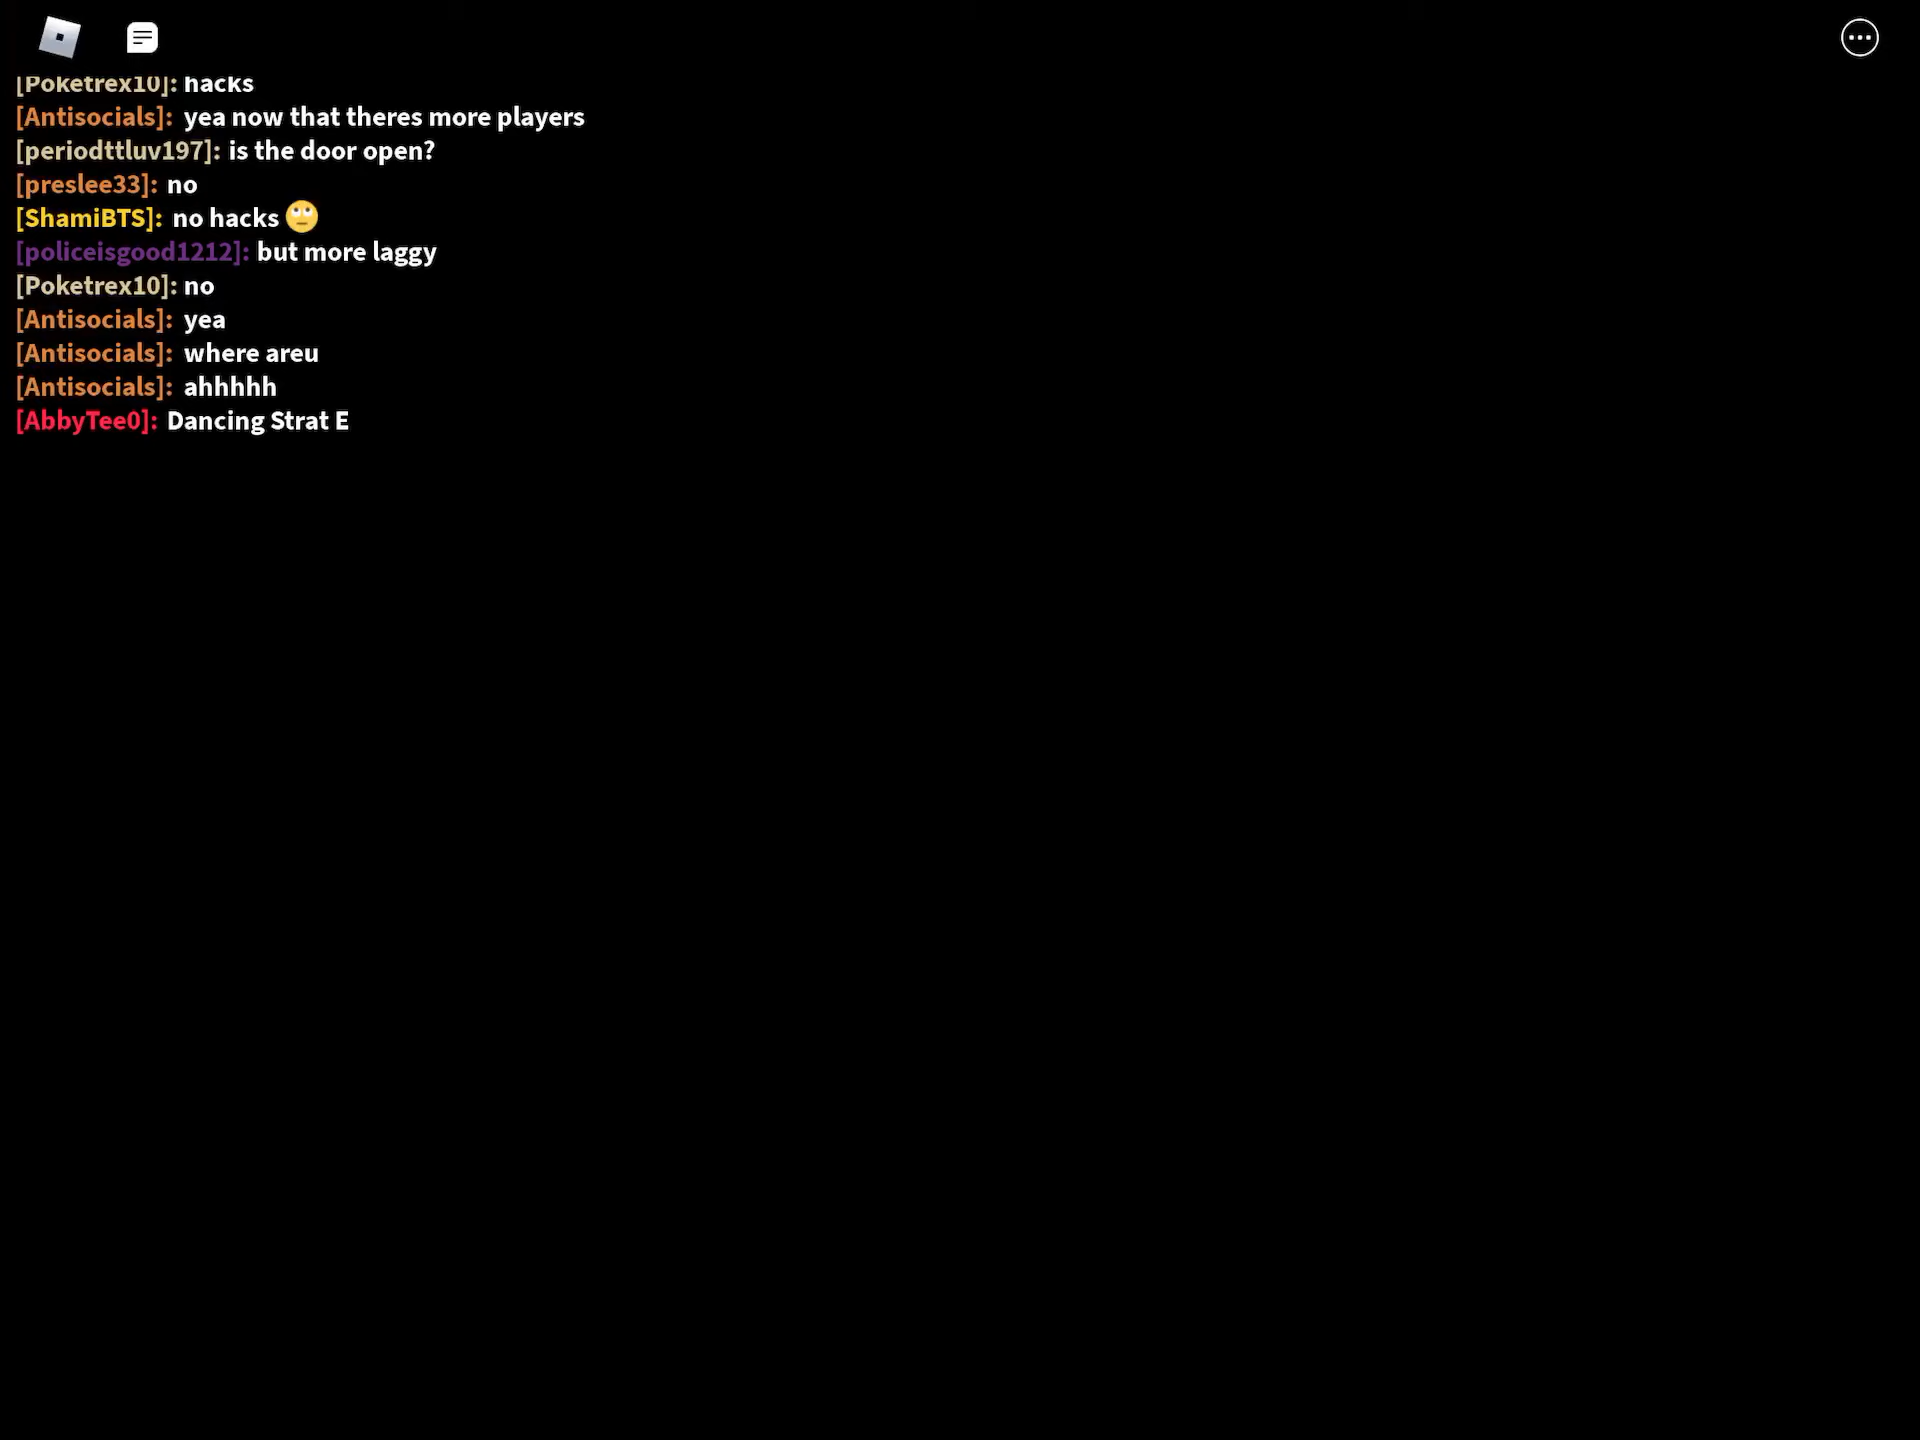 [Poketrex10]: hacks
[Antisocials]: yea now that theres more players
[periodttluv197]: is the door open?
[preslee33]: no
[ShamiBTS]: no hacks 🙄
[policeisgood1212]: but more laggy
[Poketrex10]: no
[Antisocials]: yea
[Antisocials]: where areu
[Antisocials]: ahhhhh
[AbbyTee0]: Dancing Strat E